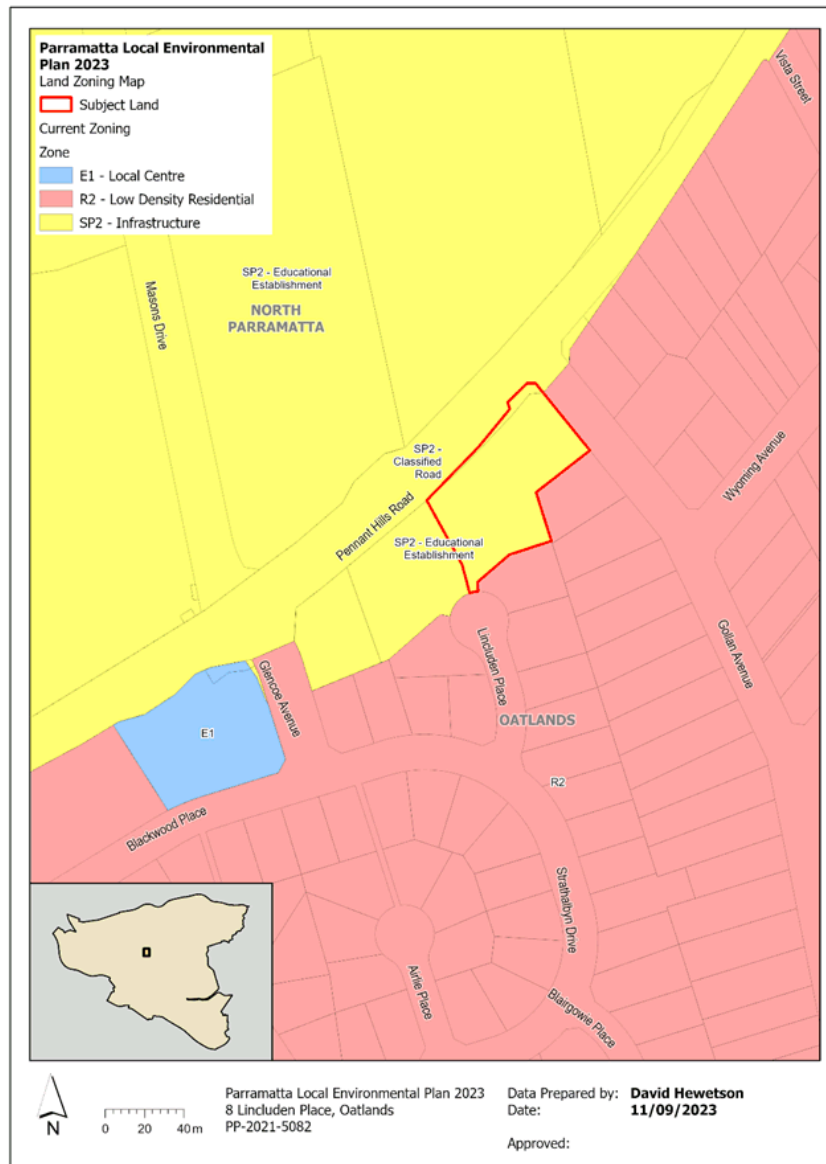 Parramatta Local Environmental
Plan 2023
Land Zoning Map
Subject Land
Current Zoning
Zone
E1 - Local Centre
R2 - Low Density Residential
SP2 - Infrastructure
Vista Street
Masons Drive
SP2 - Educational
Establishment
NORTH
PARRAMATTA
SP2 -
Classified
Road
Wyoming Avenue
Pennant Hills Road
SP2 - Educational
Establishment
Lincluden Place
Gollan Avenue
Glencoe Avenue
OATLANDS
E1
R2
Blackwood Place
Strathalbyn Drive
Airlie Place
Blairgowie Place
N
0 20 40 m
Parramatta Local Environmental Plan 2023
8 Lincluden Place, Oatlands
PP-2021-5082
Data Prepared by: David Hewetson
Date: 11/09/2023
Approved: